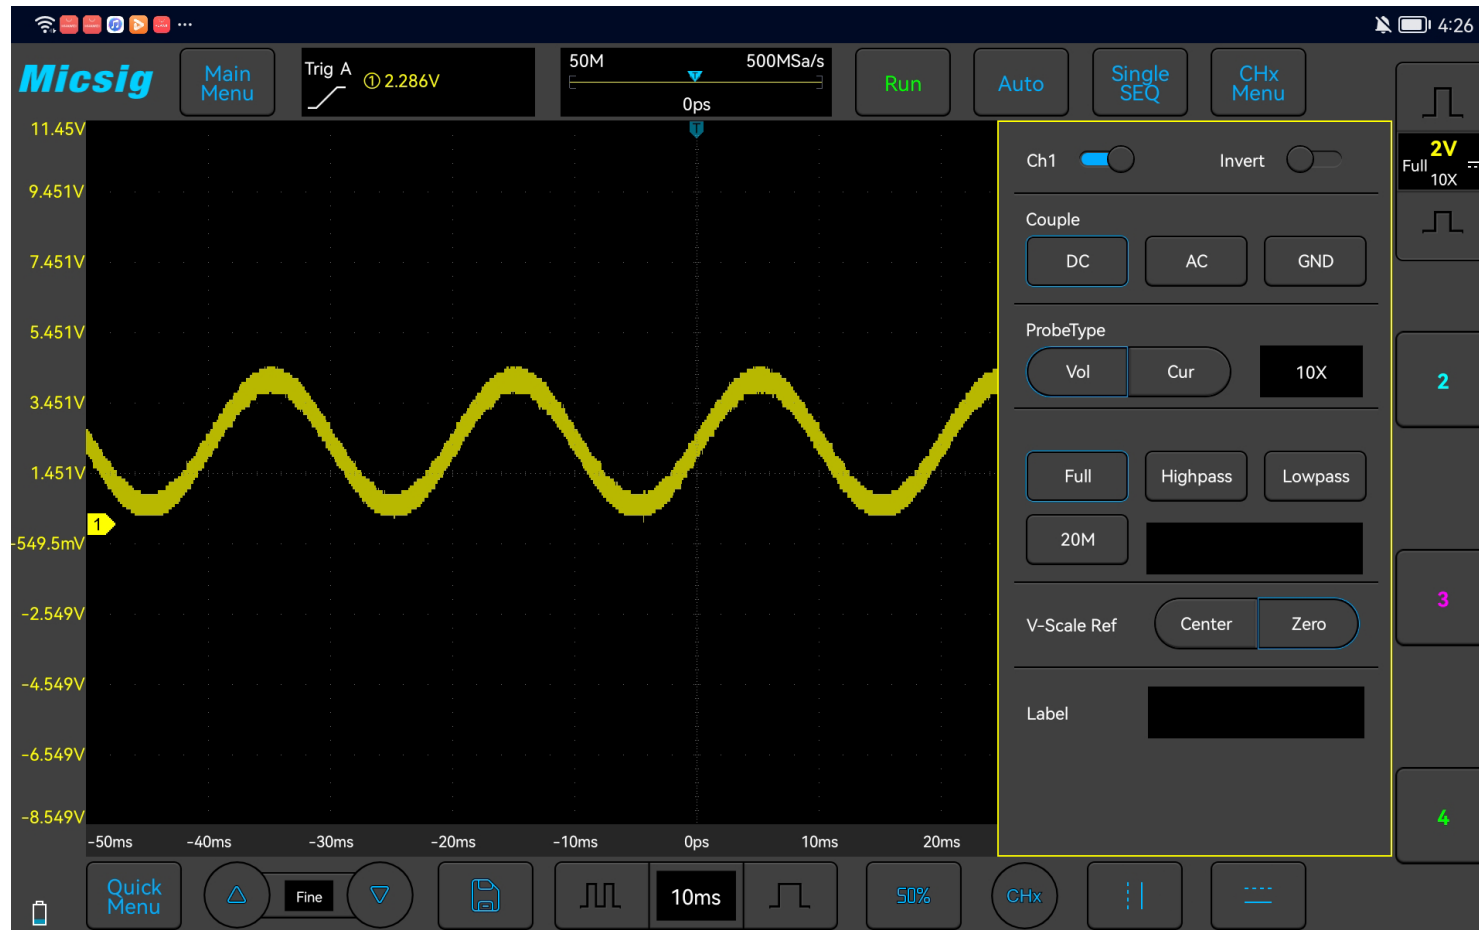 4:26
Micsig
Main
Menu
Trig A
① 2.286V
50M
500MSa/s
T
0ps
Run
Auto
Single
SEQ
CHx
Menu
11.45V
9.451V
7.451V
5.451V
3.451V
1.451V
-549.5mV
-2.549V
-4.549V
-6.549V
-8.549V
T
1
-50ms
-40ms
-30ms
-20ms
-10ms
0ps
10ms
20ms
Ch1
Invert
Couple
DC
AC
GND
ProbeType
Vol
Cur
10X
Full
Highpass
Lowpass
20M
V-Scale Ref
Center
Zero
Label
2V
Full
10X
2
3
4
Quick
Menu
Fine
10ms
50%
CHx